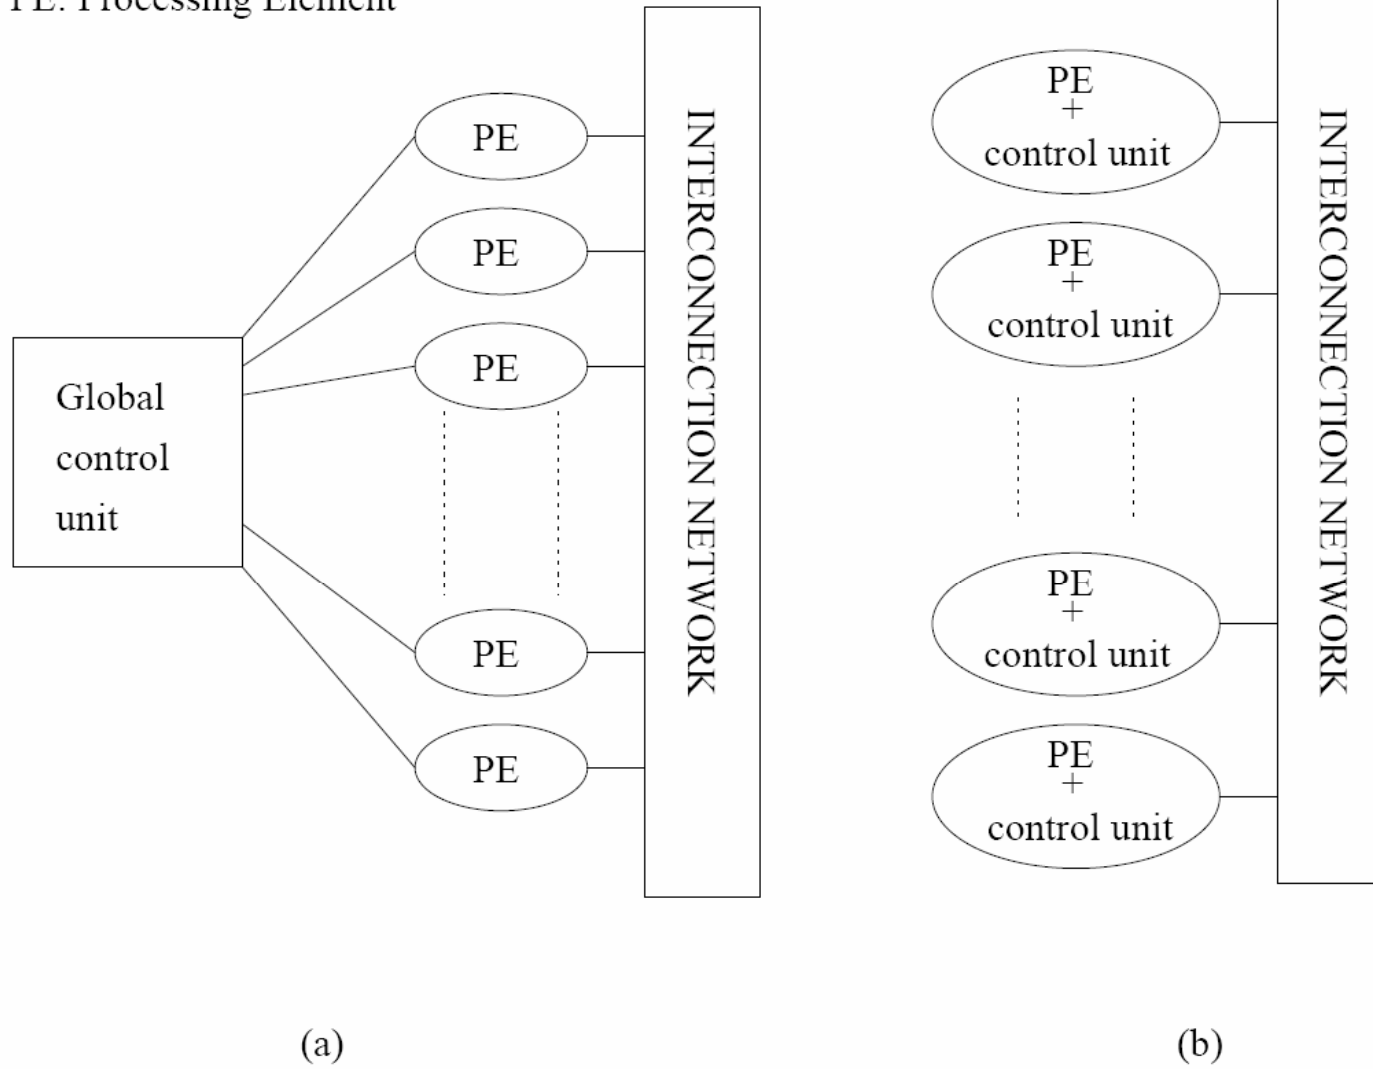 PE: Processing Element
PE
PE
PE
Global
control
unit
PE
PE
INTERCONNECTION NETWORK
(a)
PE
+
control unit
PE
+
control unit
PE
+
control unit
PE
+
control unit
INTERCONNECTION NETWORK
(b)